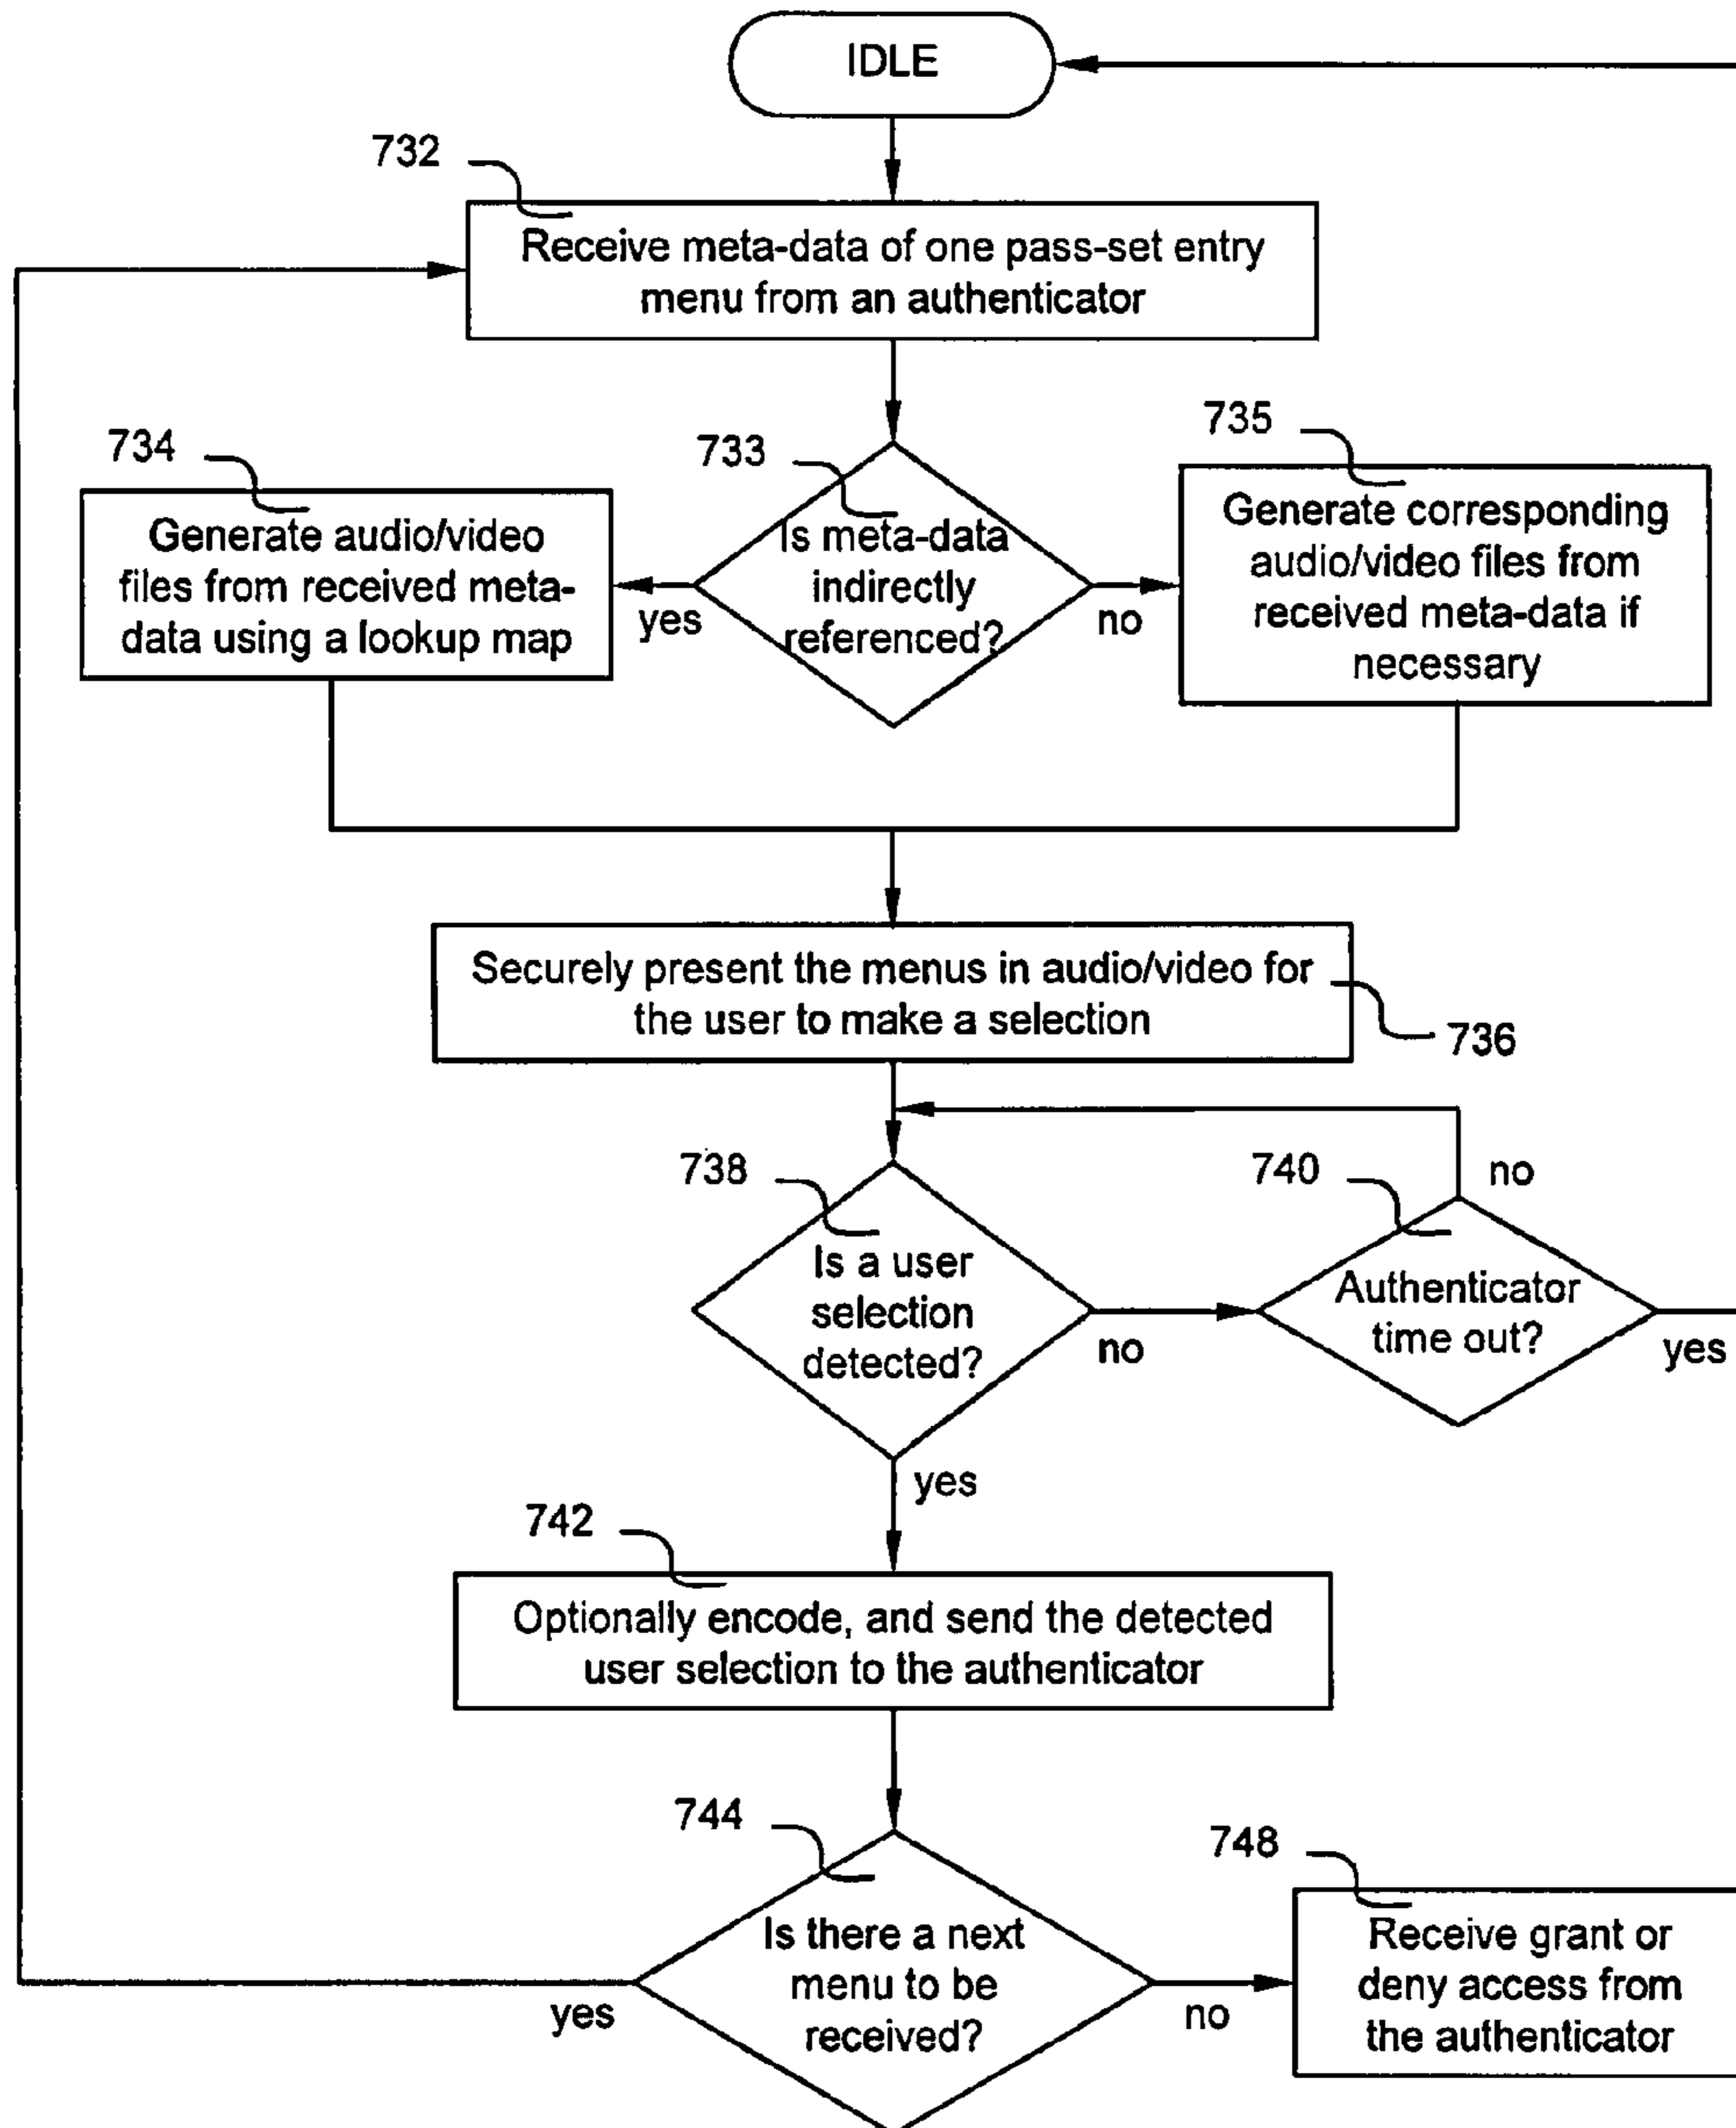 IDLE
732
Receive meta-data of one pass-set entry
menu from an authenticator
734
Generate audio/video
files from received meta-
data using a lookup map
733
Is meta-data
indirectly
referenced?
yes
no
735
Generate corresponding
audio/video files from
received meta-data if
necessary
Securely present the menus in audio/video for
the user to make a selection
736
738
Is a user
selection
detected?
no
yes
740
Authenticator
time out?
no
yes
742
Optionally encode, and send the detected
user selection to the authenticator
744
Is there a next
menu to be
received?
yes
no
748
Receive grant or
deny access from
the authenticator